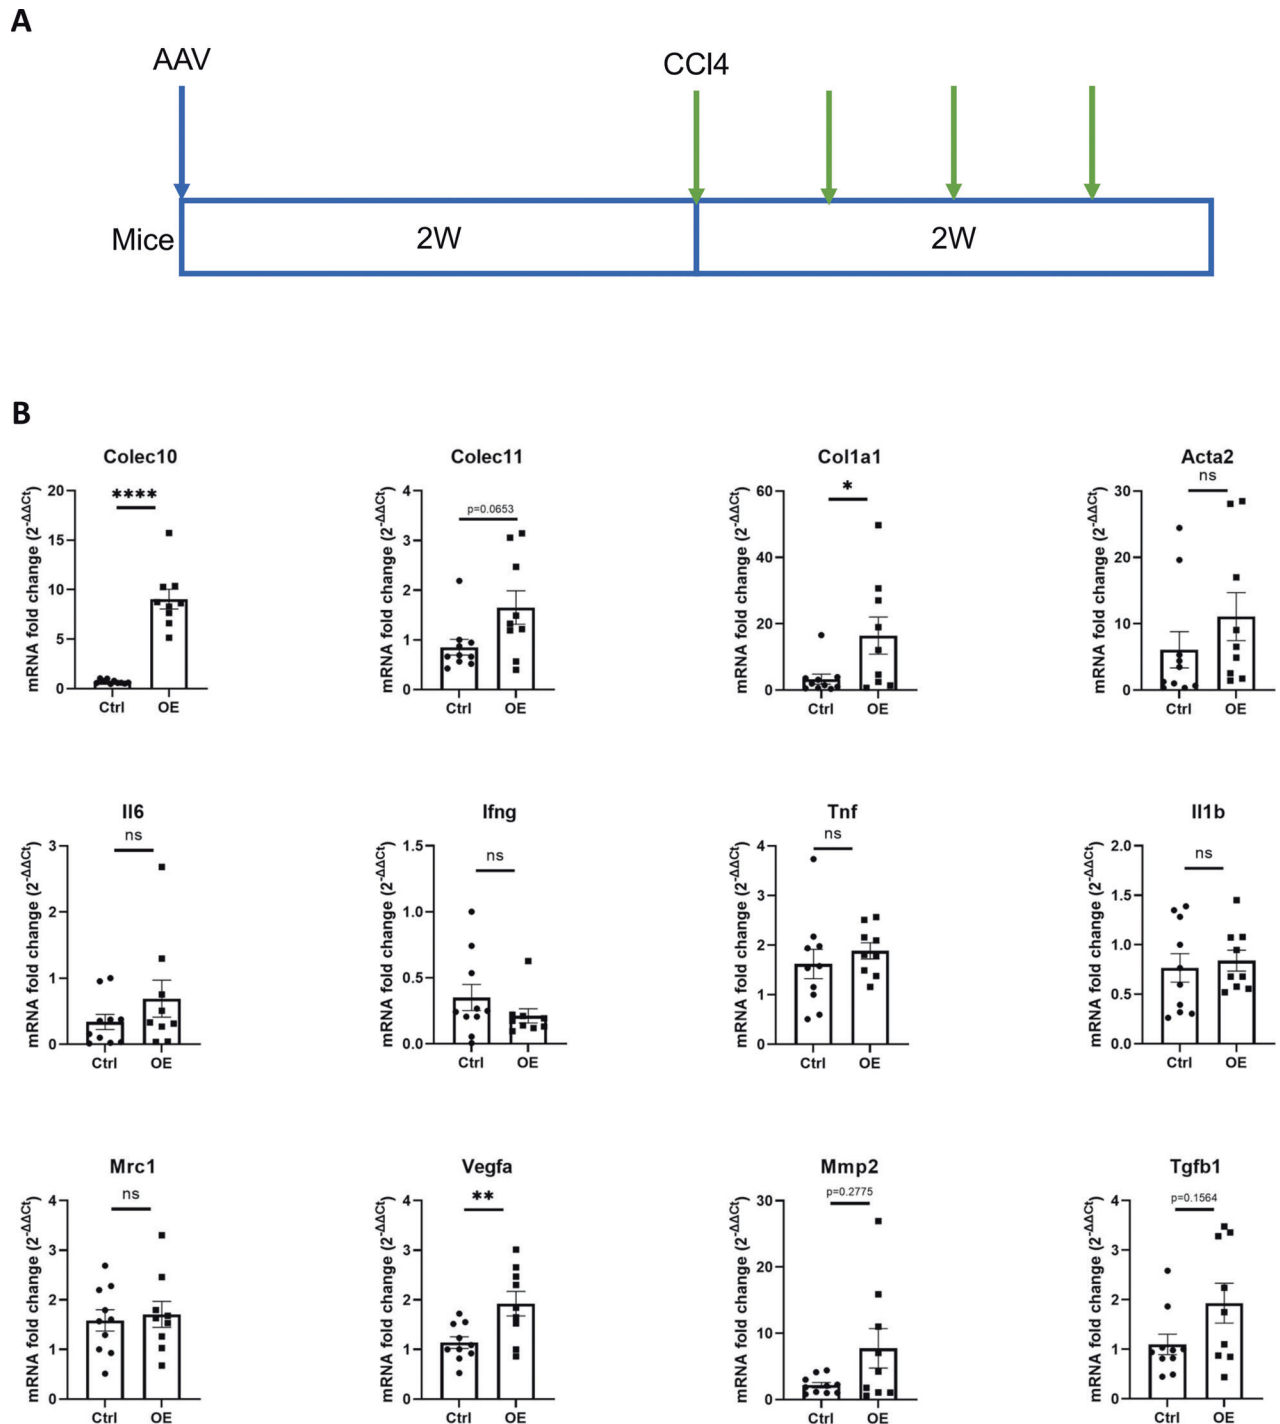 A
AAV
CCl4
Mice
2W
2W
B
Colec10
mRNA fold change (2-ΔΔCt)
20
15
10
5
0
****
Ctrl
OE
Colec11
mRNA fold change (2-ΔΔCt)
4
3
2
1
0
p=0.0653
Ctrl
OE
Col1a1
mRNA fold change (2-ΔΔCt)
60
40
20
0
*
Ctrl
OE
Acta2
mRNA fold change (2-ΔΔCt)
30
20
10
0
ns
Ctrl
OE
Il6
mRNA fold change (2-ΔΔCt)
3
2
1
0
ns
Ctrl
OE
Ifng
mRNA fold change (2-ΔΔCt)
1.5
1.0
0.5
0.0
ns
Ctrl
OE
Tnf
mRNA fold change (2-ΔΔCt)
4
3
2
1
0
ns
Ctrl
OE
Il1b
mRNA fold change (2-ΔΔCt)
2.0
1.5
1.0
0.5
0.0
ns
Ctrl
OE
Mrc1
mRNA fold change (2-ΔΔCt)
4
3
2
1
0
ns
Ctrl
OE
Vegfa
mRNA fold change (2-ΔΔCt)
4
3
2
1
0
**
Ctrl
OE
Mmp2
mRNA fold change (2-ΔΔCt)
30
20
10
0
p=0.2775
Ctrl
OE
Tgfb1
mRNA fold change (2-ΔΔCt)
4
3
2
1
0
p=0.1564
Ctrl
OE